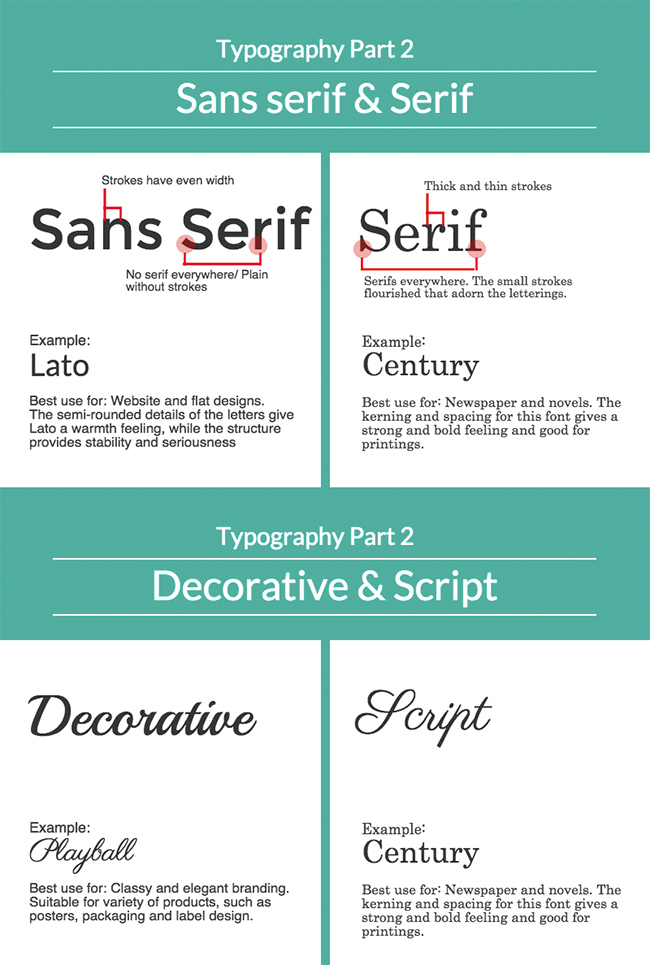 Typography Part 2
Sans serif & Serif
Strokes have even width
Sans Serif
No serif everywhere/ Plain
without strokes
Example:
Lato
Best use for: Website and flat designs.
The semi-rounded details of the letters give
Lato a warmth feeling, while the structure
provides stability and seriousness
Thick and thin strokes
Serif
Serifs everywhere. The small strokes
flourished that adorn the letterings.
Example:
Century
Best use for: Newspaper and novels. The
kerning and spacing for this font gives a
strong and bold feeling and good for
printings.
Typography Part 2
Decorative & Script
Decorative
Example:
Playball
Best use for: Classy and elegant branding.
Suitable for variety of products, such as
posters, packaging and label design.
Script
Example:
Century
Best use for: Newspaper and novels. The
kerning and spacing for this font gives a
strong and bold feeling and good for
printings.